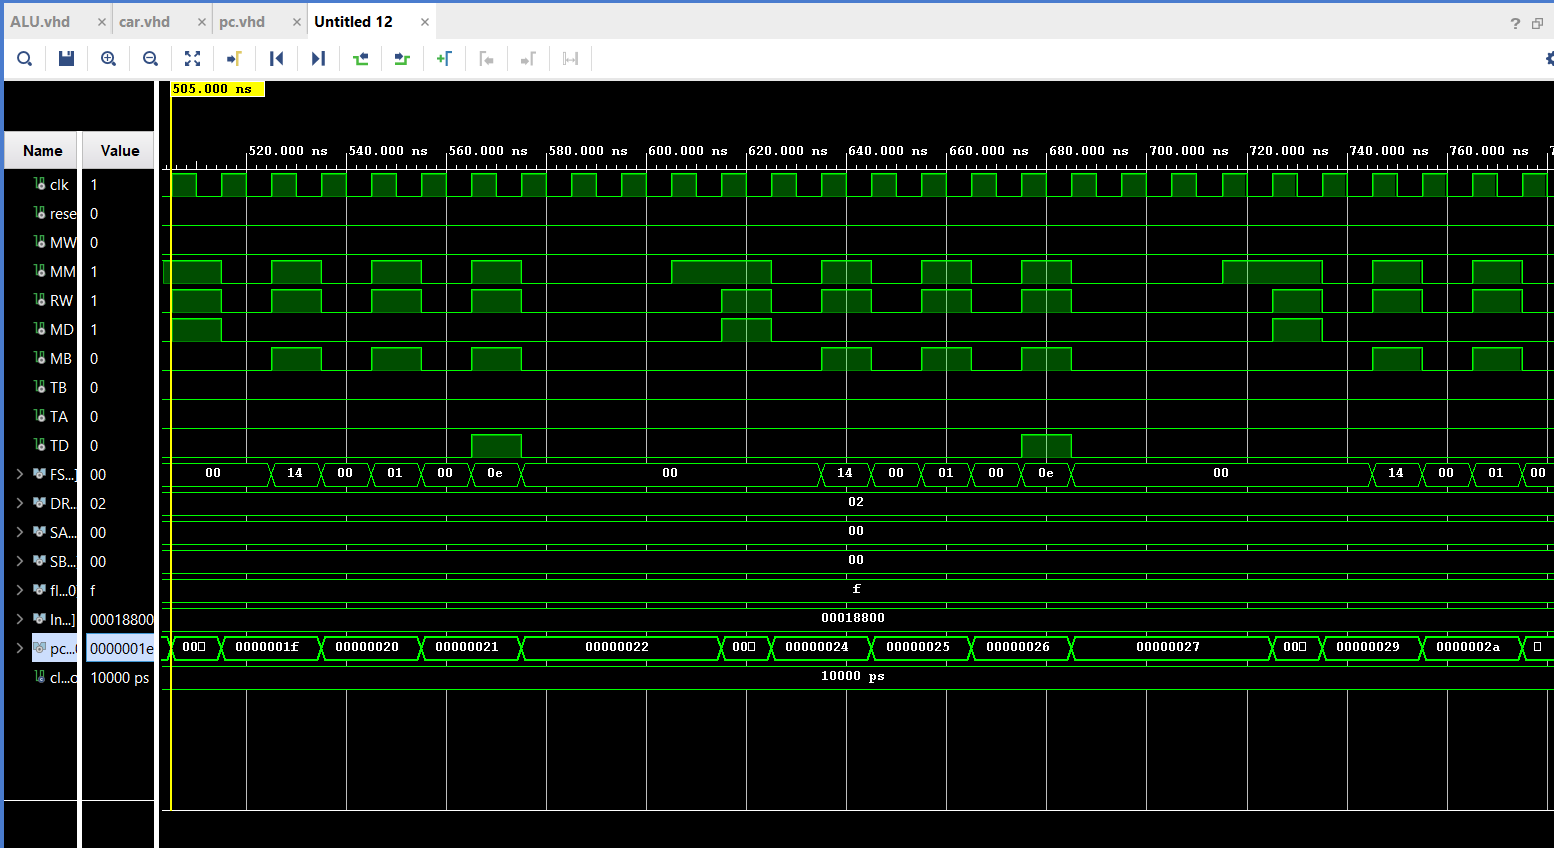 ALU.vhd × car.vhd × pc.vhd × Untitled 12 ×
?
505.000 ns
Name Value
520.000 ns 540.000 ns 560.000 ns 580.000 ns 600.000 ns 620.000 ns 640.000 ns 660.000 ns 680.000 ns 700.000 ns 720.000 ns 740.000 ns 760.000 ns
clk 1
rese 0
MW 0
MM 1
RW 1
MD 1
MB 0
TB 0
TA 0
TD 0
FS...] 00 00 14 00 01 00 0e 00 14 00 01 00 0e 00 14 00 01 00
DR... 02 02
SA... 00 00
SB... 00 00
fl...0 f f
In...] 00018800 00018800
pc...0 0000001e 00 0000001f 00000020 00000021 00000022 00 00000024 00000025 00000026 00000027 00 00000029 0000002a
cl...c 10000 ps 10000 ps